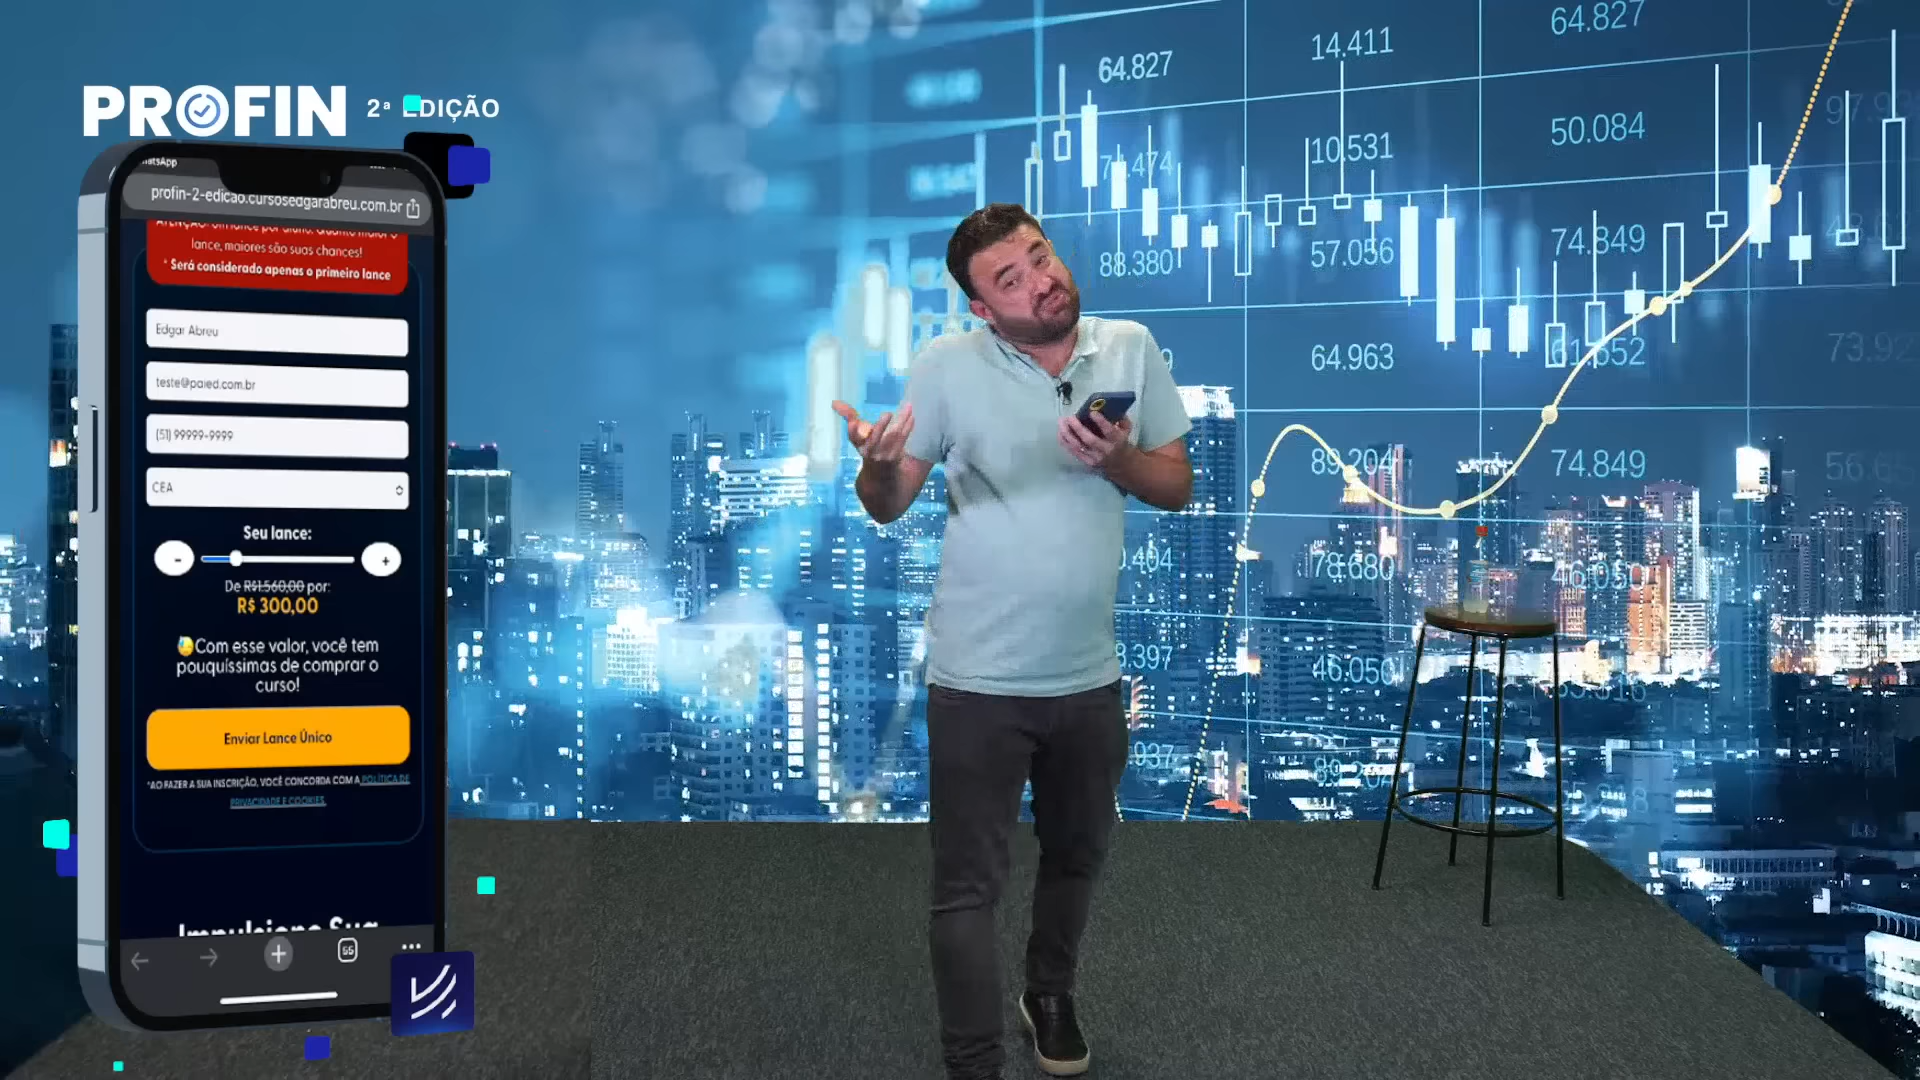 PROFIN 2ª EDIÇÃO
profin-2-edicao.cursosedgarabreu.com.br
lance, maiores são suas chances!
* Será considerado apenas o primeiro lance
Edgar Abreu
teste@paied.com.br
(51) 99999-9999
CEA
Seu lance:
-
+
De R$1.560,00 por:
R$ 300,00
Com esse valor, você tem
pouquíssimas de comprar o
curso!
Enviar Lance Único
*AO FAZER A SUA INSCRIÇÃO, VOCÊ CONCORDA COM A POLÍTICA DE
PRIVACIDADE E COOKIES.
64.827
14.411
64.827
10.531
50.084
88.380
57.056
74.849
64.963
89.204
74.849
78.680
46.050
46.050